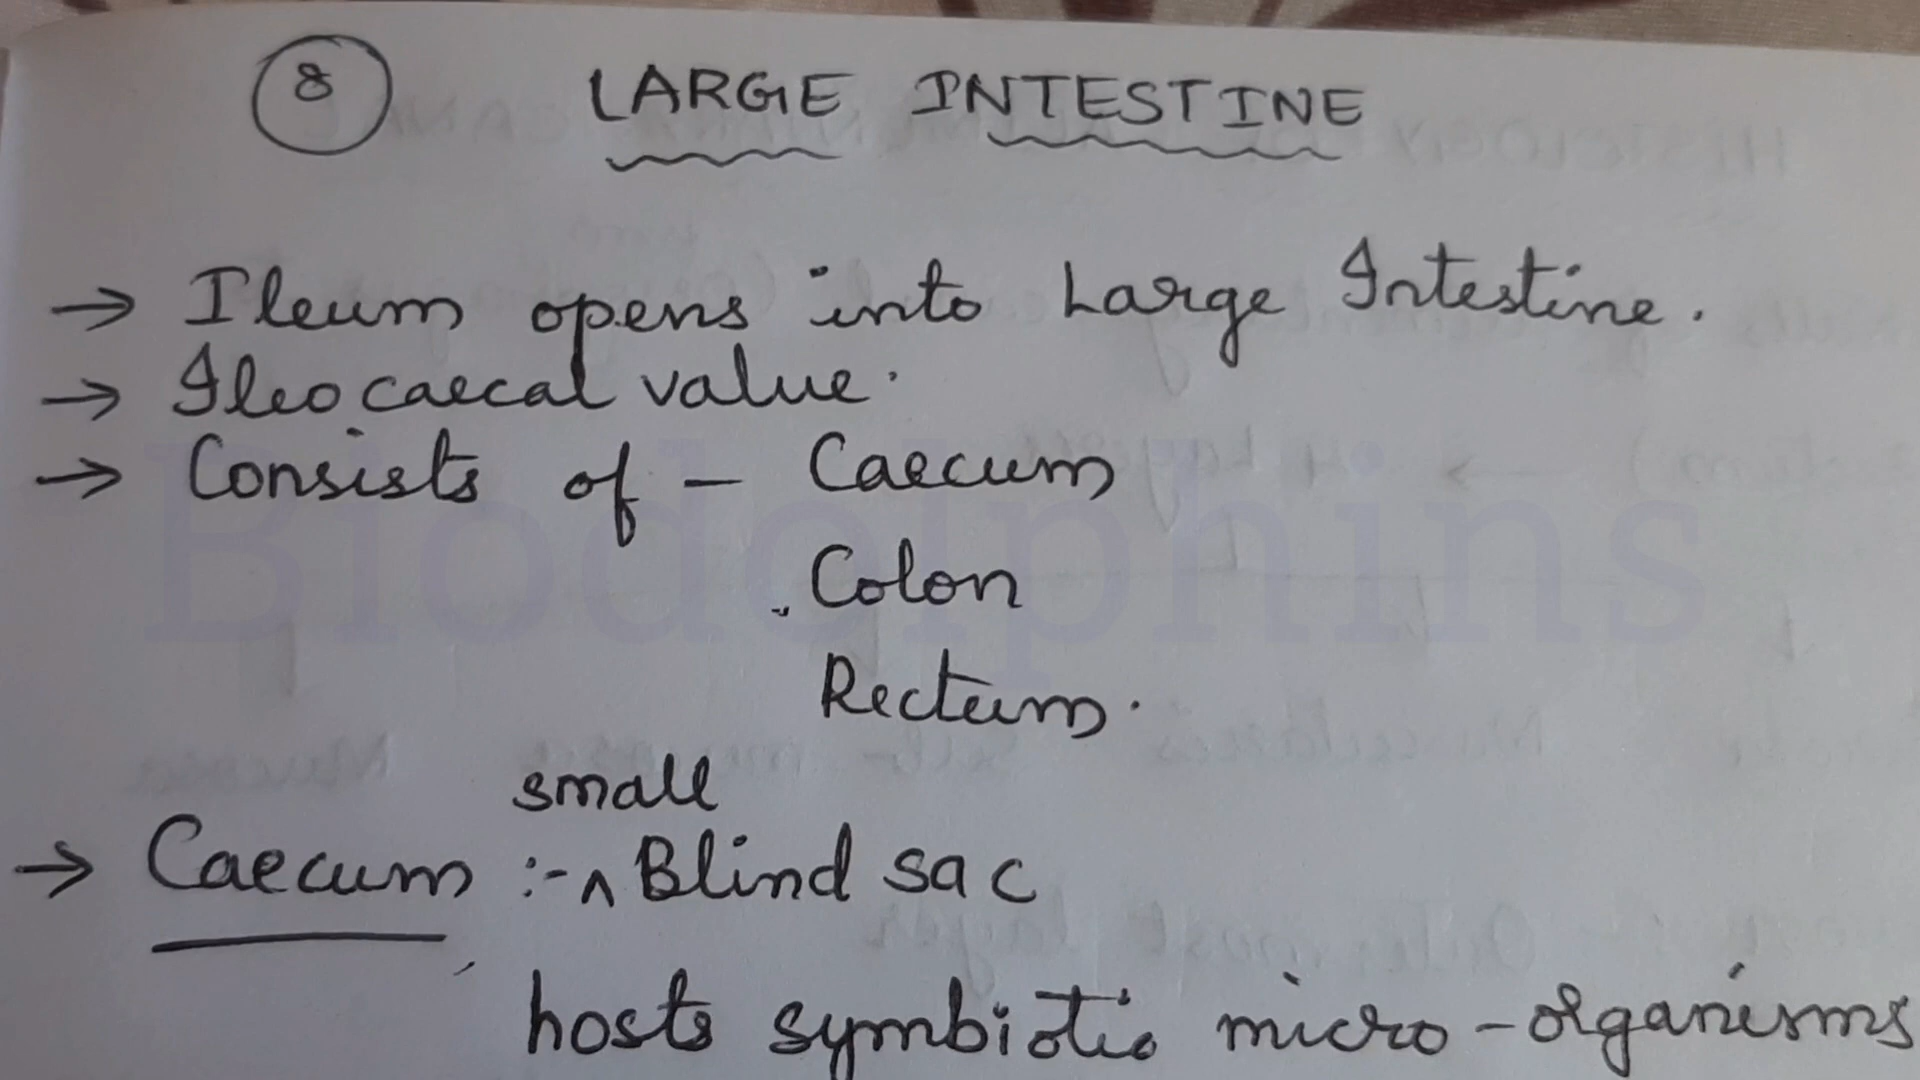 8 LARGE INTESTINE
→ Ileum opens into Large Intestine.
→ Ileocaecal value.
→ Consists of - Caecum
Colon
Rectum.
small
→ Caecum :- ^ Blind sac
hosts symbiotic micro-organisms
Biodolphins